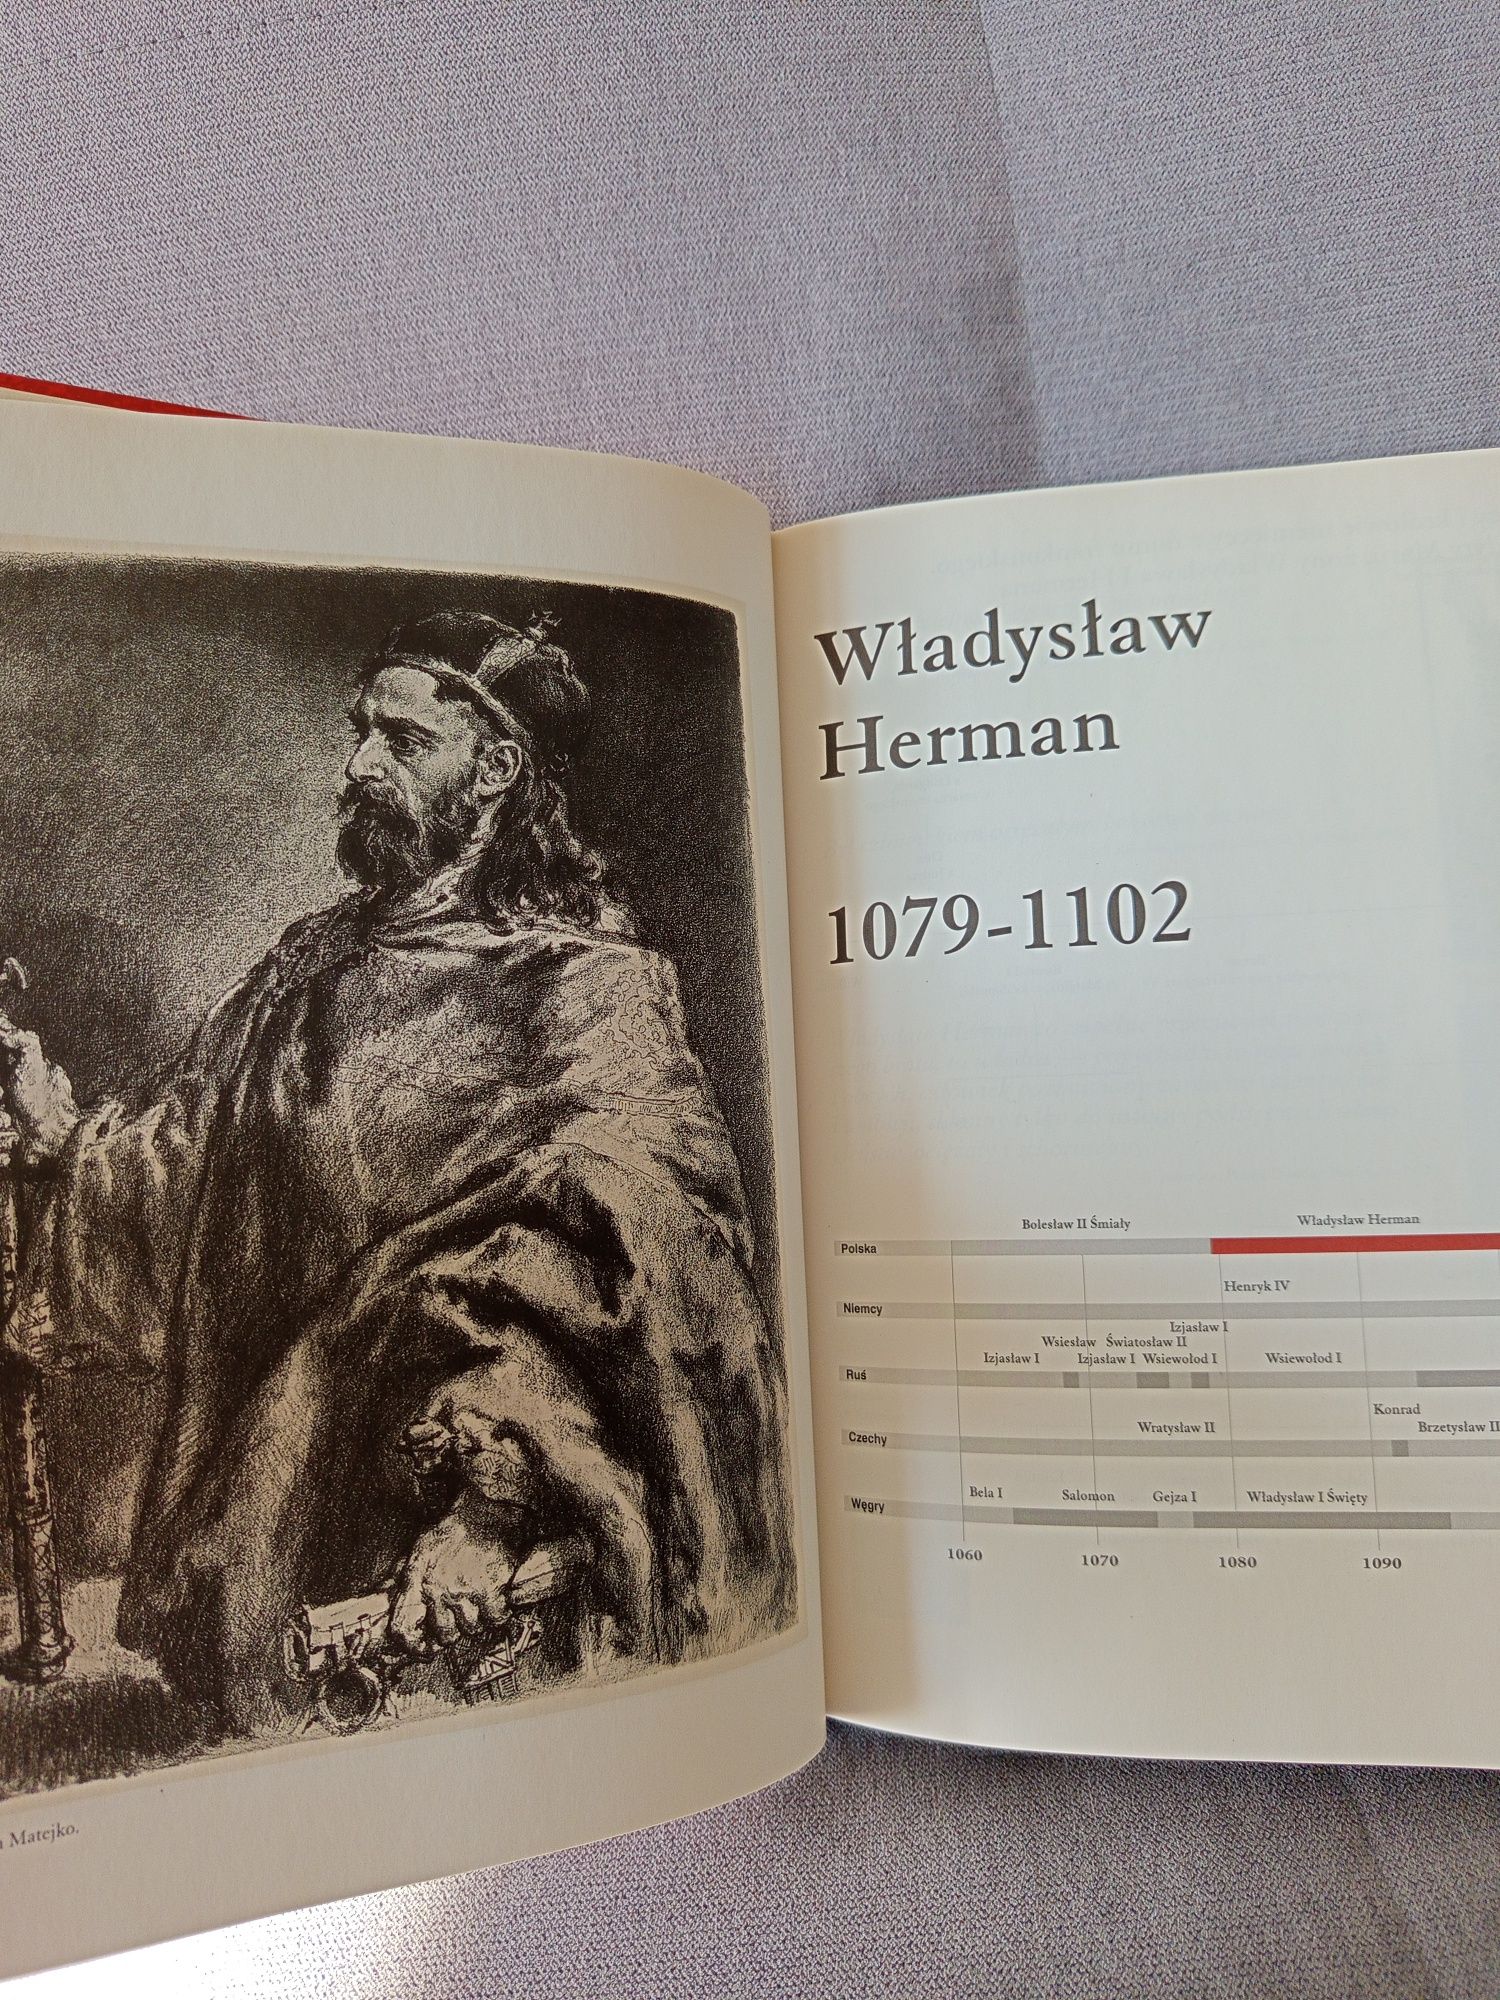 Matejko.
Władysław
Herman
1079-1102
Bolesław II Śmiały Władysław Herman
Polska
Henryk IV
Niemcy
Izjasław I
Wsiesław Światosław II
Izjasław I Izjasław I Wsiewołod I Wsiewołod I
Ruś
Konrad
Wratysław II Brzetysław II
Czechy
Bela I Salomon Gejza I Władysław I Święty
Węgry
1060 1070 1080 1090